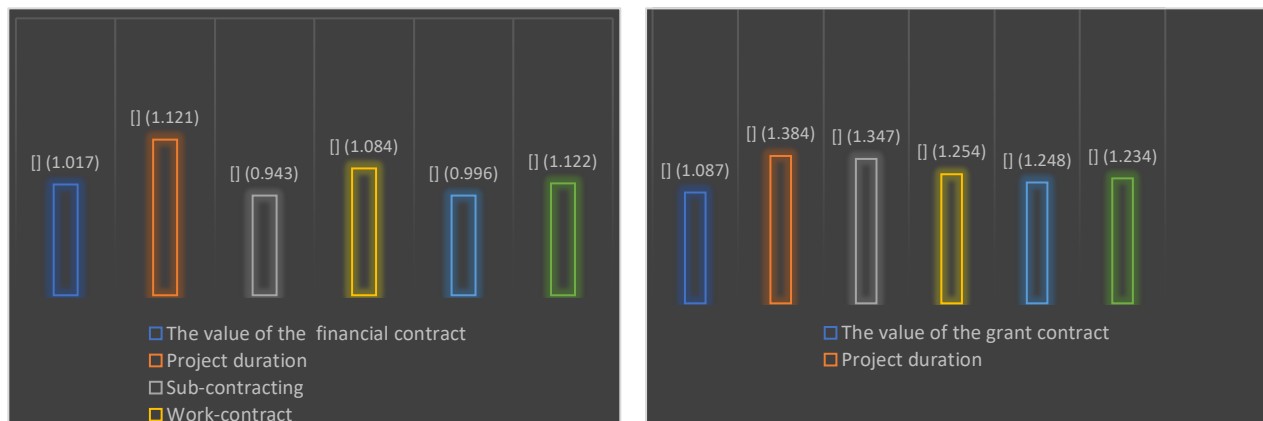 [] (1.017)
[] (1.121)
[] (0.943)
[] (1.084)
[] (0.996)
[] (1.122)
The value of the  financial contract
Project duration
Sub-contracting
Work-contract
[] (1.087)
[] (1.384)
[] (1.347)
[] (1.254)
[] (1.248)
[] (1.234)
The value of the grant contract
Project duration